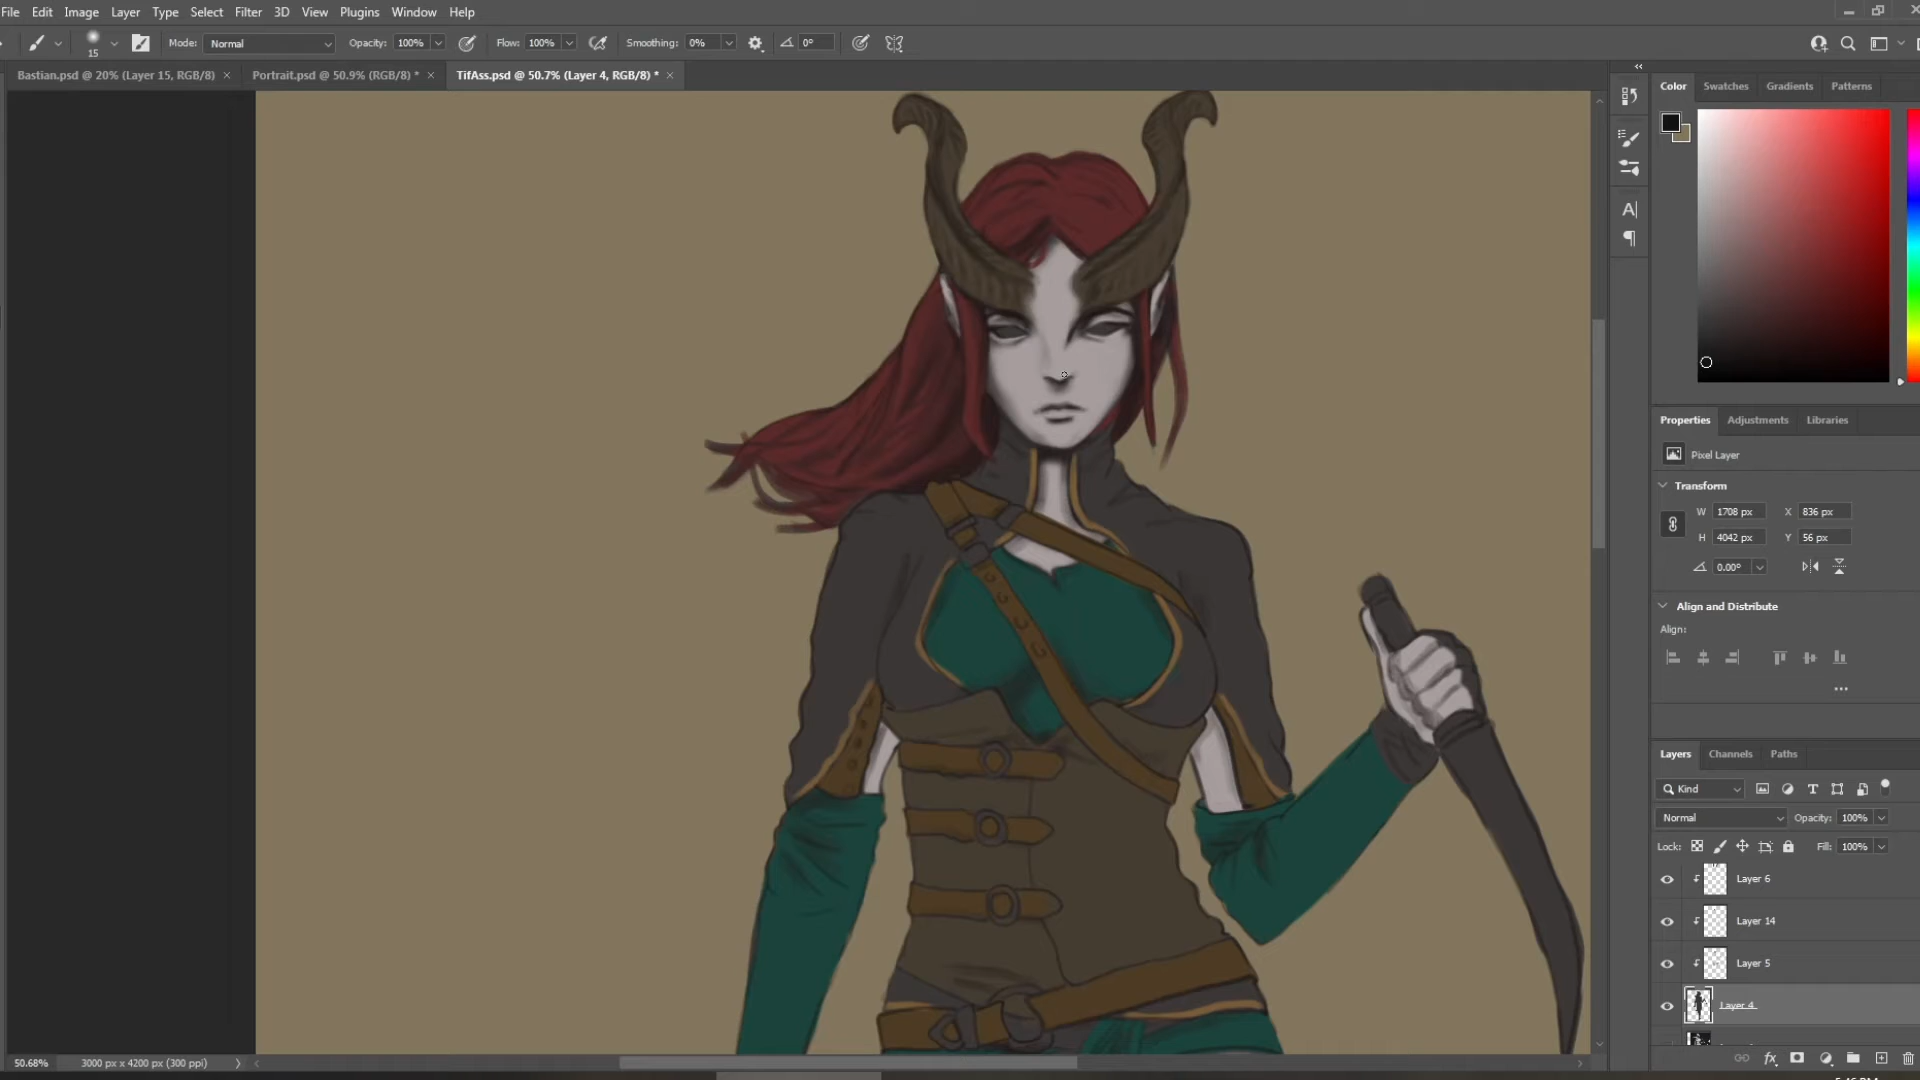 File Edit Image Layer Type Select Filter 3D View Plugins Window Help
15 Mode: Normal Opacity: 100% Flow: 100% Smoothing: 0% 0°
Bastian.psd @ 20% (Layer 15, RGB/8) Portrait.psd @ 50.9% (RGB/8) * TifAss.psd @ 50.7% (Layer 4, RGB/8) *
Color Swatches Gradients Patterns
Properties Adjustments Libraries
Pixel Layer
Transform
W 1708 px X 836 px
H 4042 px Y 56 px
0.00°
Align and Distribute
Align:
Layers Channels Paths
Kind
Normal Opacity: 100%
Lock: Fill: 100%
Layer 6
Layer 14
Layer 5
Layer 4
50.68% 3000 px x 4200 px (300 ppi)